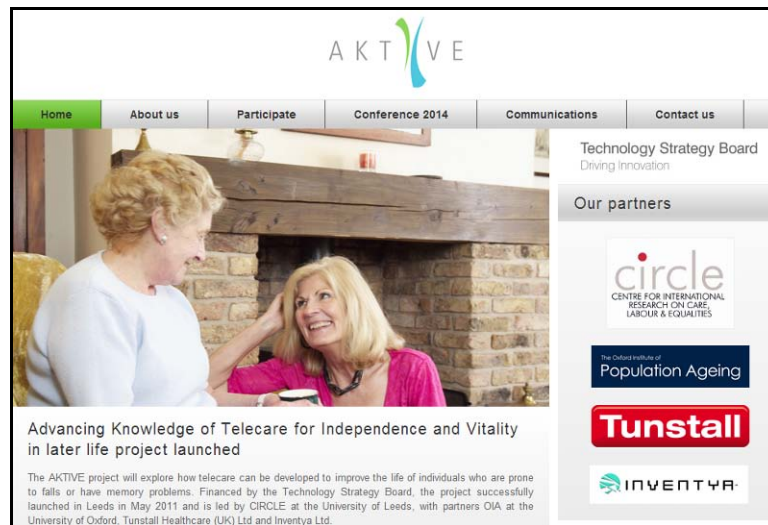 AKTIVE
Home About us Participate Conference 2014 Communications Contact us
Technology Strategy Board
Driving Innovation
Our partners
circle
CENTRE FOR INTERNATIONAL
RESEARCH ON CARE,
LABOUR & EQUALITIES
The Oxford Institute of
Population Ageing
Tunstall
INVENTYA
Advancing Knowledge of Telecare for Independence and Vitality
in later life project launched
The AKTIVE project will explore how telecare can be developed to improve the life of individuals who are prone
to falls or have memory problems. Financed by the Technology Strategy Board, the project successfully
launched in Leeds in May 2011 and is led by CIRCLE at the University of Leeds, with partners OIA at the
University of Oxford, Tunstall Healthcare (UK) Ltd and Inventya Ltd.